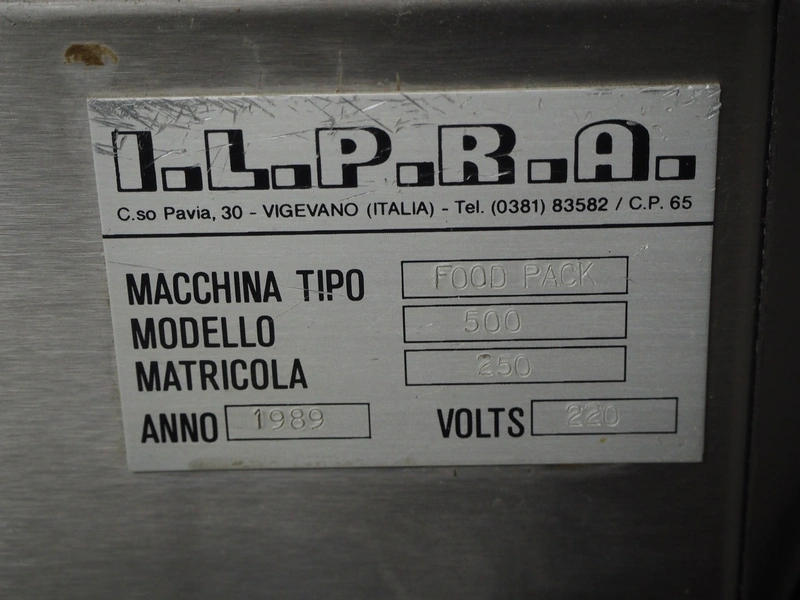 I.L.P.R.A.
C.so Pavia, 30 - VIGEVANO (ITALIA) - Tel. (0381) 83582 / C.P. 65
MACCHINA TIPO FOOD PACK
MODELLO 500
MATRICOLA 250
ANNO 1989 VOLTS 220